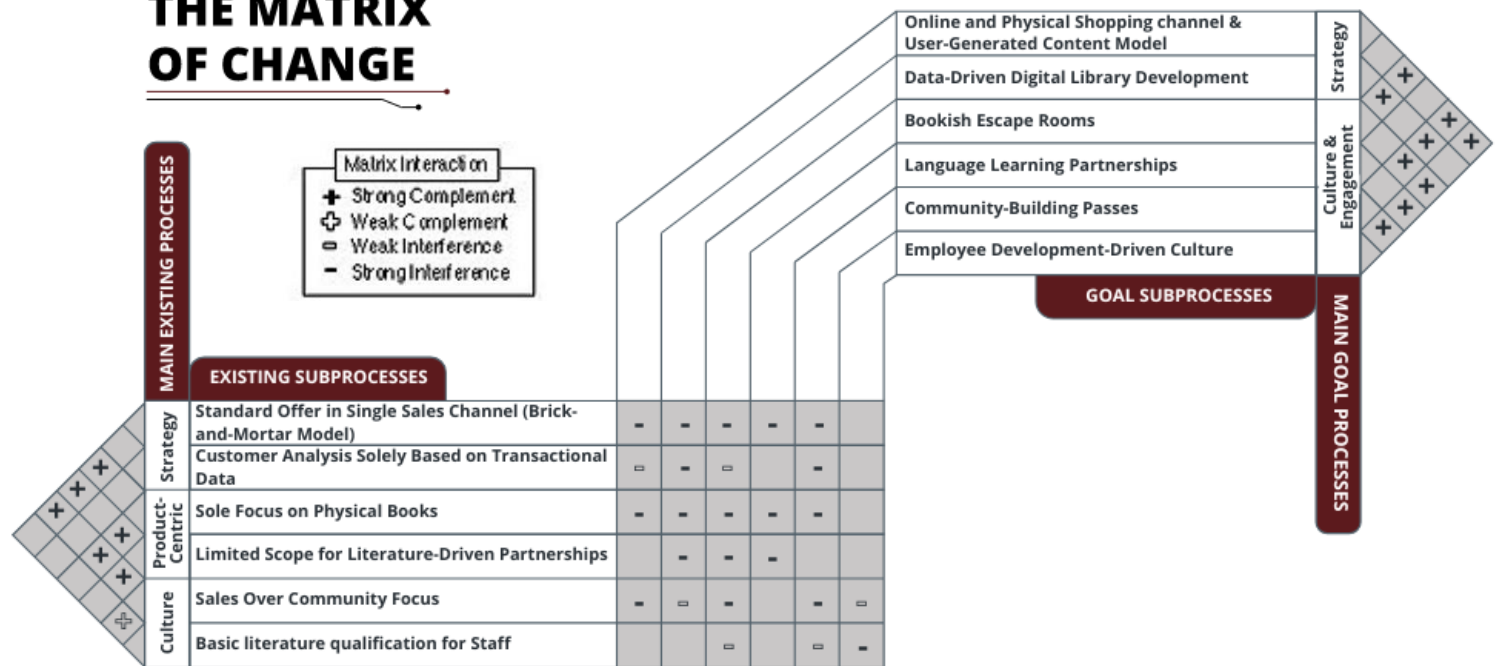 THE MATRIX
OF CHANGE
Online and Physical Shopping channel &
User-Generated Content Model
Data-Driven Digital Library Development
Bookish Escape Rooms
Language Learning Partnerships
Community-Building Passes
Employee Development-Driven Culture
Strategy
Culture &
Engagement
GOAL SUBPROCESSES
MAIN GOAL PROCESSES
Matrix Interaction
+ Strong Complement
Weak Complement
Weak Interference
- Strong Interference
MAIN EXISTING PROCESSES
EXISTING SUBPROCESSES
Strategy
Standard Offer in Single Sales Channel (Brick-
and-Mortar Model)
Customer Analysis Solely Based on Transactional
Data
Product-
Centric
Sole Focus on Physical Books
Limited Scope for Literature-Driven Partnerships
Culture
Sales Over Community Focus
Basic literature qualification for Staff